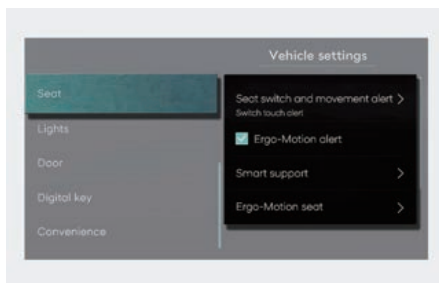 Vehicle settings
Seat
Lights
Door
Digital key
Convenience
Seat switch and movement alert >
Switch touch alert
Ergo-Motion alert
Smart support >
Ergo-Motion seat >